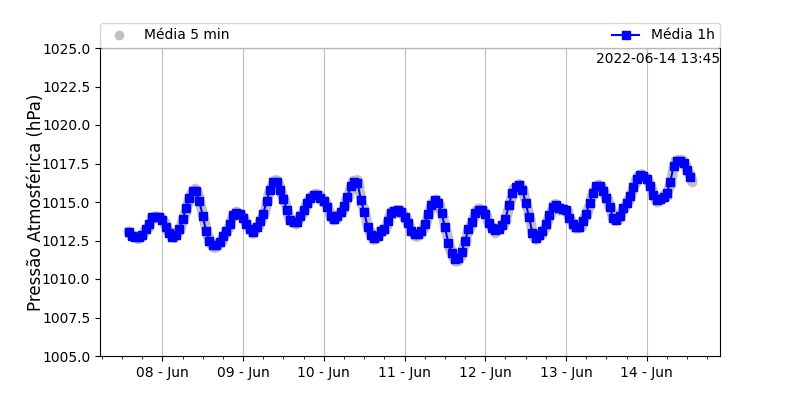 Média 5 min
Média 1h
2022-06-14 13:45
Pressão Atmosférica (hPa)
1025.0
1022.5
1020.0
1017.5
1015.0
1012.5
1010.0
1007.5
1005.0
08 - Jun
09 - Jun
10 - Jun
11 - Jun
12 - Jun
13 - Jun
14 - Jun